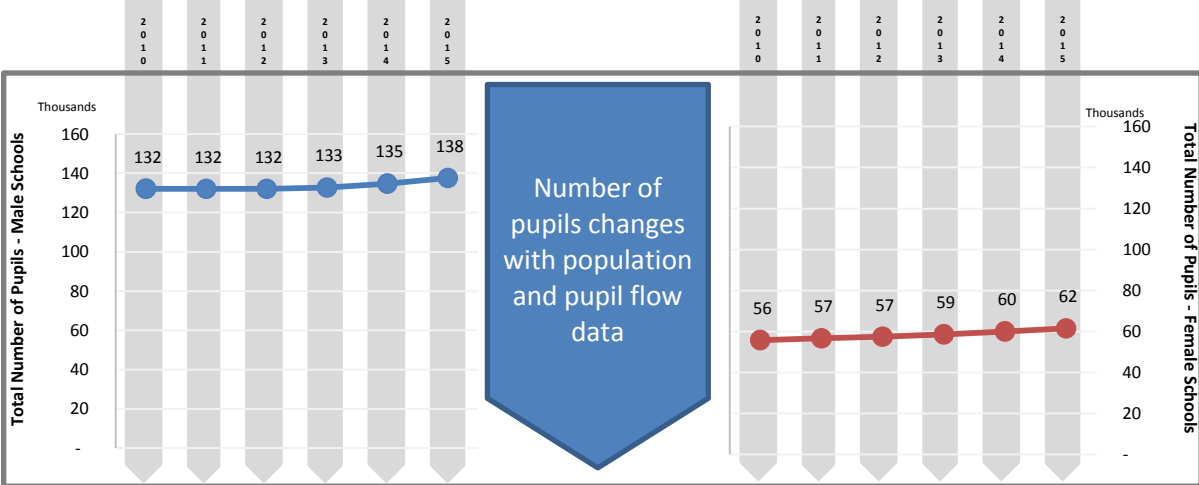 2010 2011 2012 2013 2014 2015
2010 2011 2012 2013 2014 2015
Total Number of Pupils - Male Schools
Thousands
160
140
120
100
80
60
40
20
-
132 132 132 133 135 138
Number of
pupils changes
with population
and pupil flow
data
56 57 57 59 60 62
Thousands
160
140
120
100
80
60
40
20
-
Total Number of Pupils - Female Schools